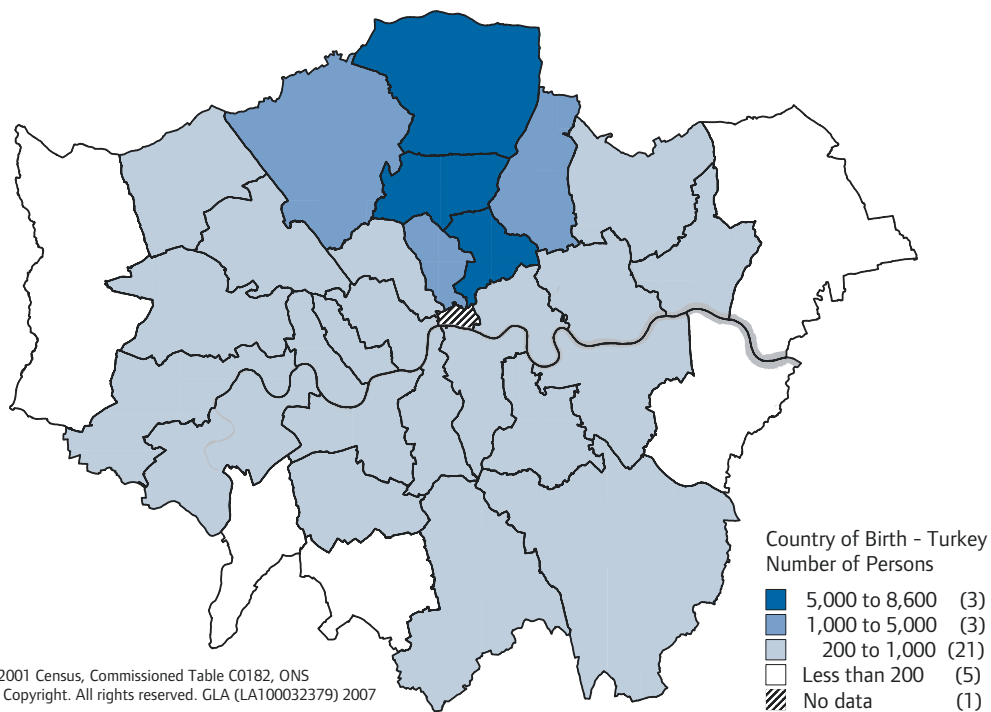 Country of Birth - Turkey
Number of Persons
5,000 to 8,600 (3)
1,000 to 5,000 (3)
200 to 1,000 (21)
Less than 200 (5)
No data (1)
2001 Census, Commissioned Table C0182, ONS
Copyright. All rights reserved. GLA (LA100032379) 2007